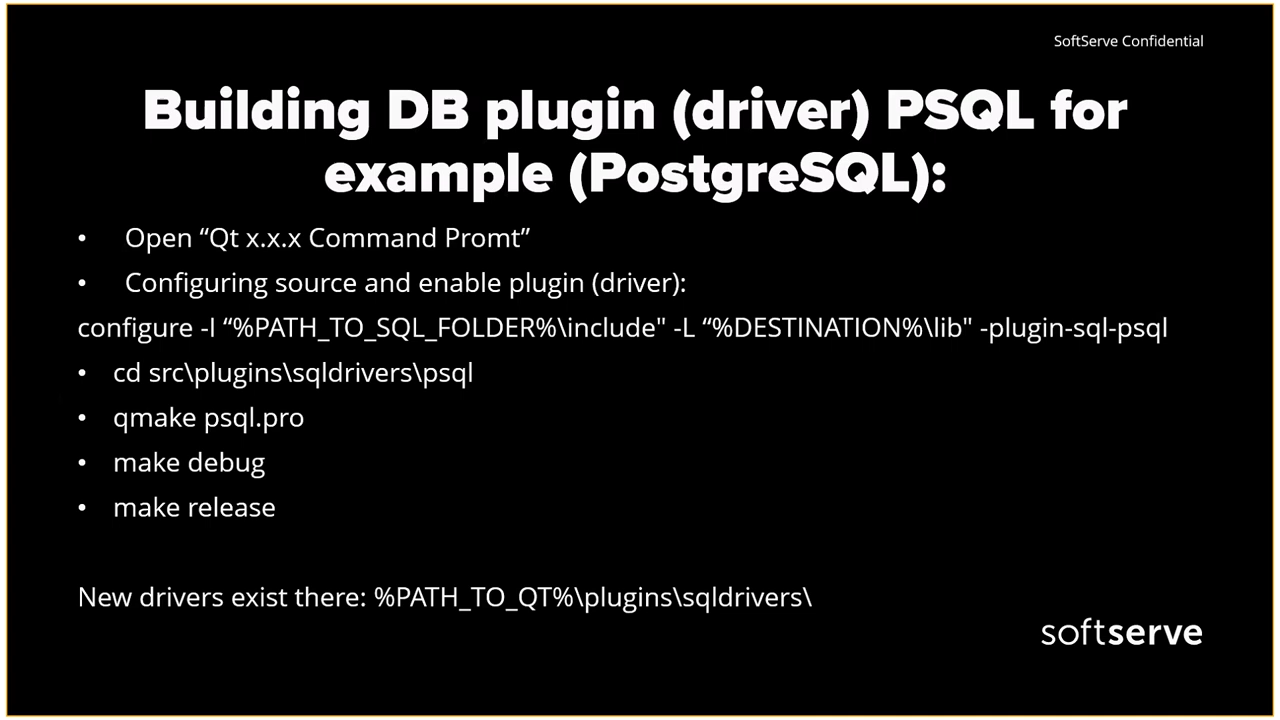 SoftServe Confidential
Building DB plugin (driver) PSQL for
example (PostgreSQL):
• Open “Qt x.x.x Command Promt”
• Configuring source and enable plugin (driver):
configure -I “%PATH_TO_SQL_FOLDER%\include" -L “%DESTINATION%\lib" -plugin-sql-psql
• cd src\plugins\sqldrivers\psql
• qmake psql.pro
• make debug
• make release
New drivers exist there: %PATH_TO_QT%\plugins\sqldrivers\
softserve